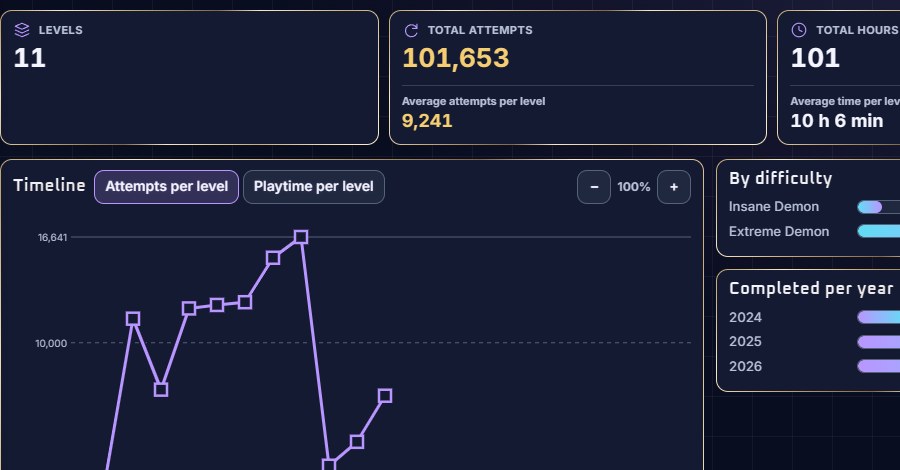 LEVELS
11
TOTAL ATTEMPTS
101,653
Average attempts per level
9,241
TOTAL HOURS
101
Average time per
10 h 6 min
Timeline
Attempts per level
Playtime per level
−
100%
+
16,641
10,000
By difficulty
Insane Demon
Extreme Demon
Completed per year
2024
2025
2026